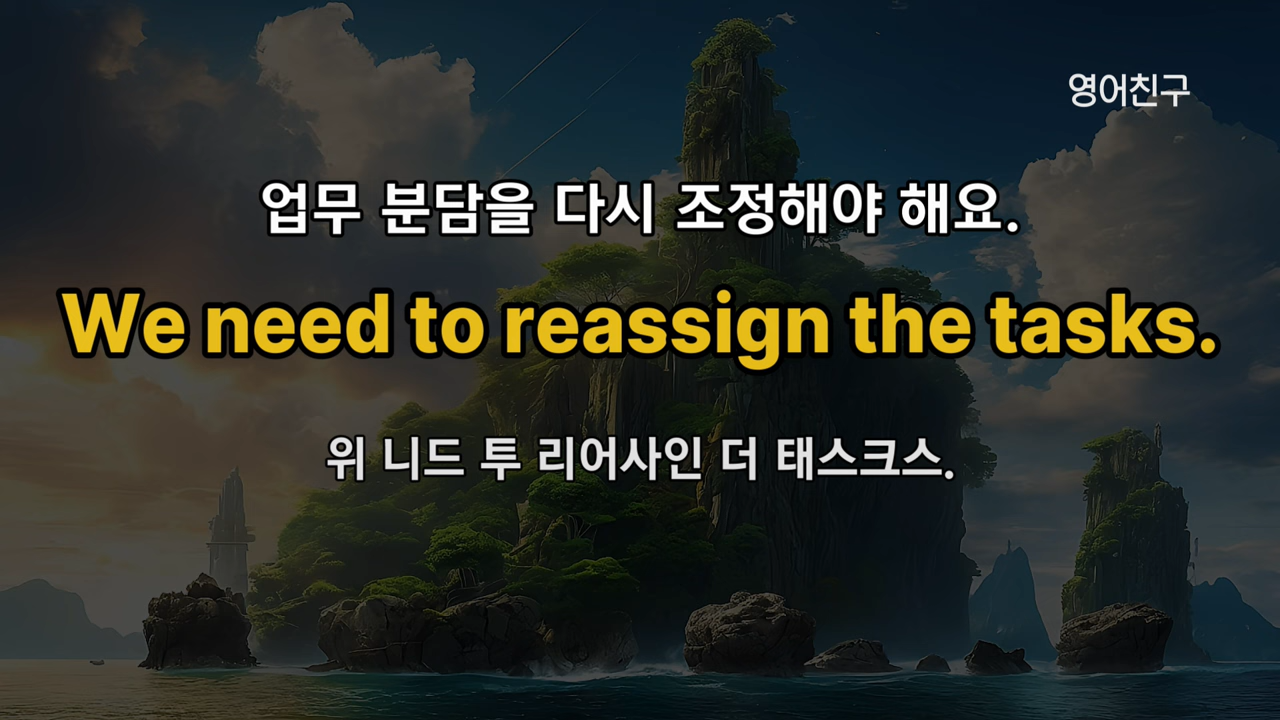 영어친구
업무 분담을 다시 조정해야 해요.
We need to reassign the tasks.
위 니드 투 리어사인 더 태스크스.